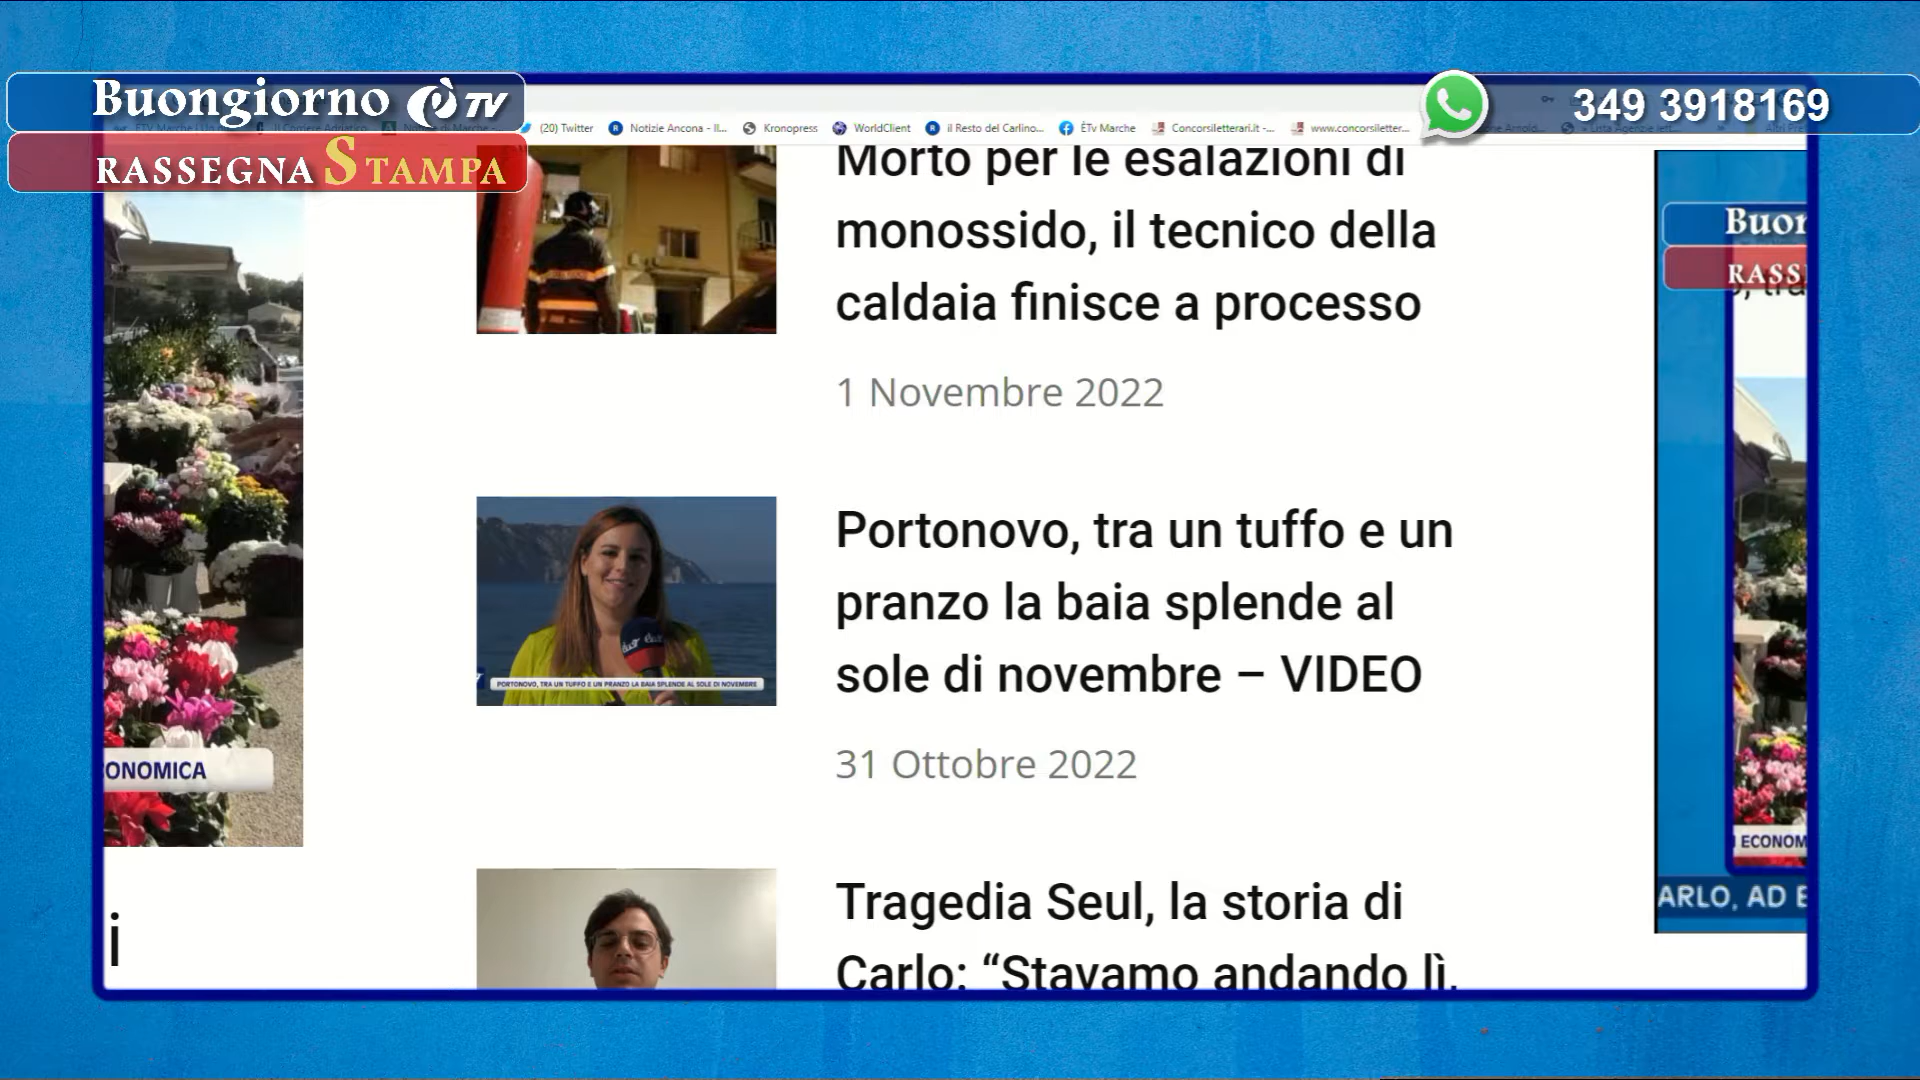 Buongiorno èTV
RASSEGNA STAMPA
349 3918169
(20) Twitter
Notizie Ancona - Il...
Kronopress
WorldClient
il Resto del Carlino...
ÈTv Marche
Concorsiletterari.it -...
www.concorsiletter...
Morto per le esalazioni di
monossido, il tecnico della
caldaia finisce a processo
1 Novembre 2022
Portonovo, tra un tuffo e un
pranzo la baia splende al
sole di novembre – VIDEO
31 Ottobre 2022
PORTONOVO, TRA UN TUFFO E UN PRANZO LA BAIA SPLENDE AL SOLE DI NOVEMBRE
Tragedia Seul, la storia di
Carlo: “Stavamo andando lì,
ONOMICA
i
Buon
RASS
ECONOM
ARLO, AD E